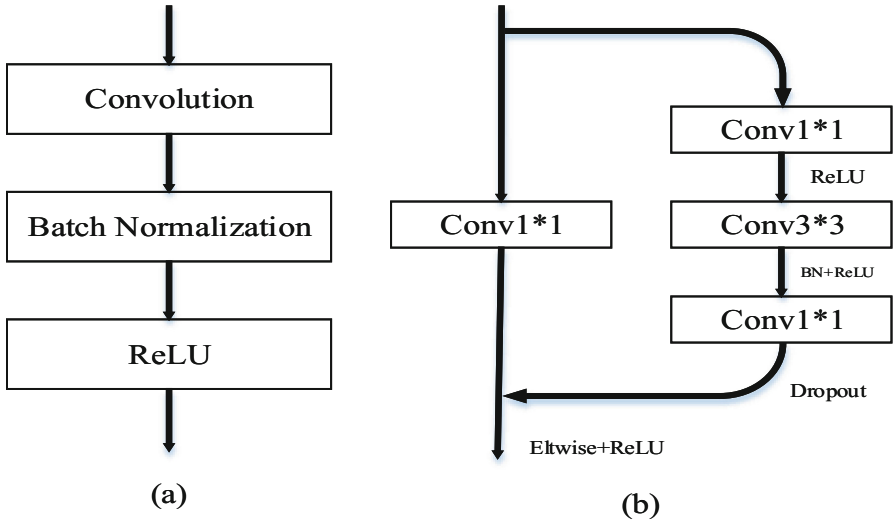 Convolution
Batch Normalization
ReLU
(a)
Conv1*1
ReLU
Conv1*1
Conv3*3
BN+ReLU
Conv1*1
Dropout
Eltwise+ReLU
(b)